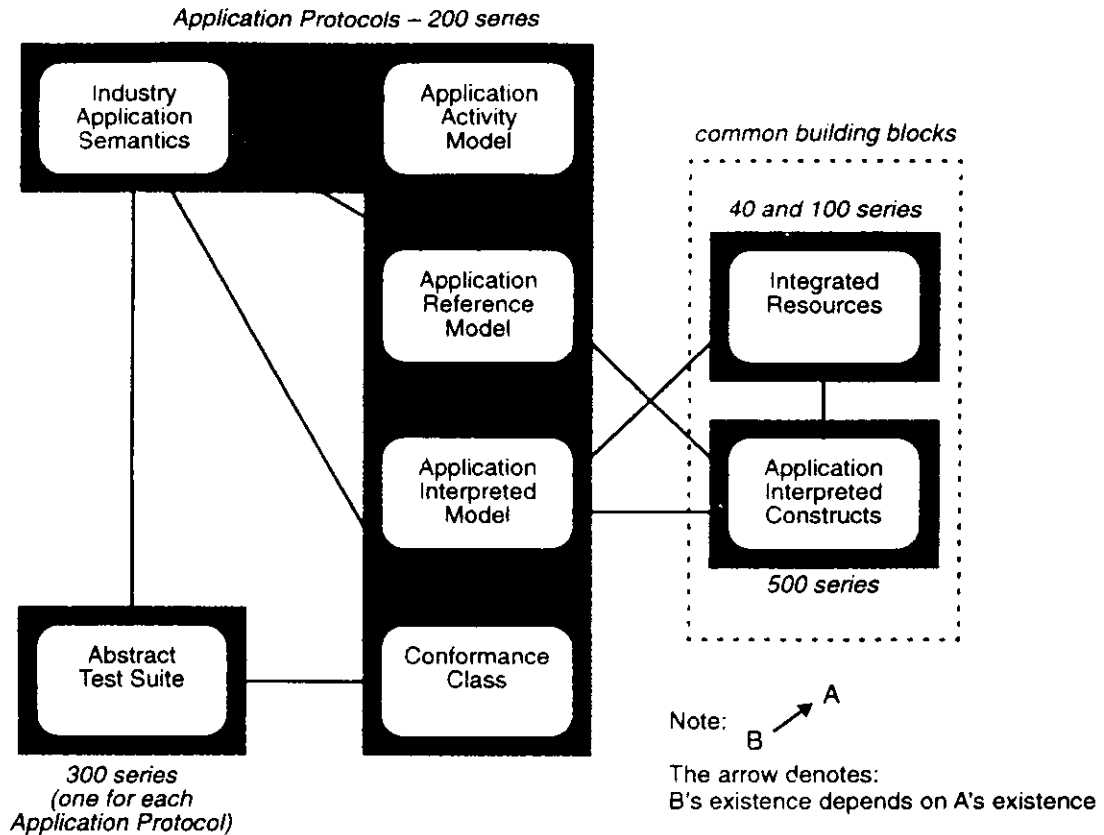 Application Protocols – 200 series
Industry
Application
Semantics
Application
Activity
Model
common building blocks
40 and 100 series
Application
Reference
Model
Integrated
Resources
Application
Interpreted
Model
Application
Interpreted
Constructs
500 series
Abstract
Test Suite
Conformance
Class
300 series
(one for each
Application Protocol)
Note:
B
A
The arrow denotes:
B's existence depends on A's existence